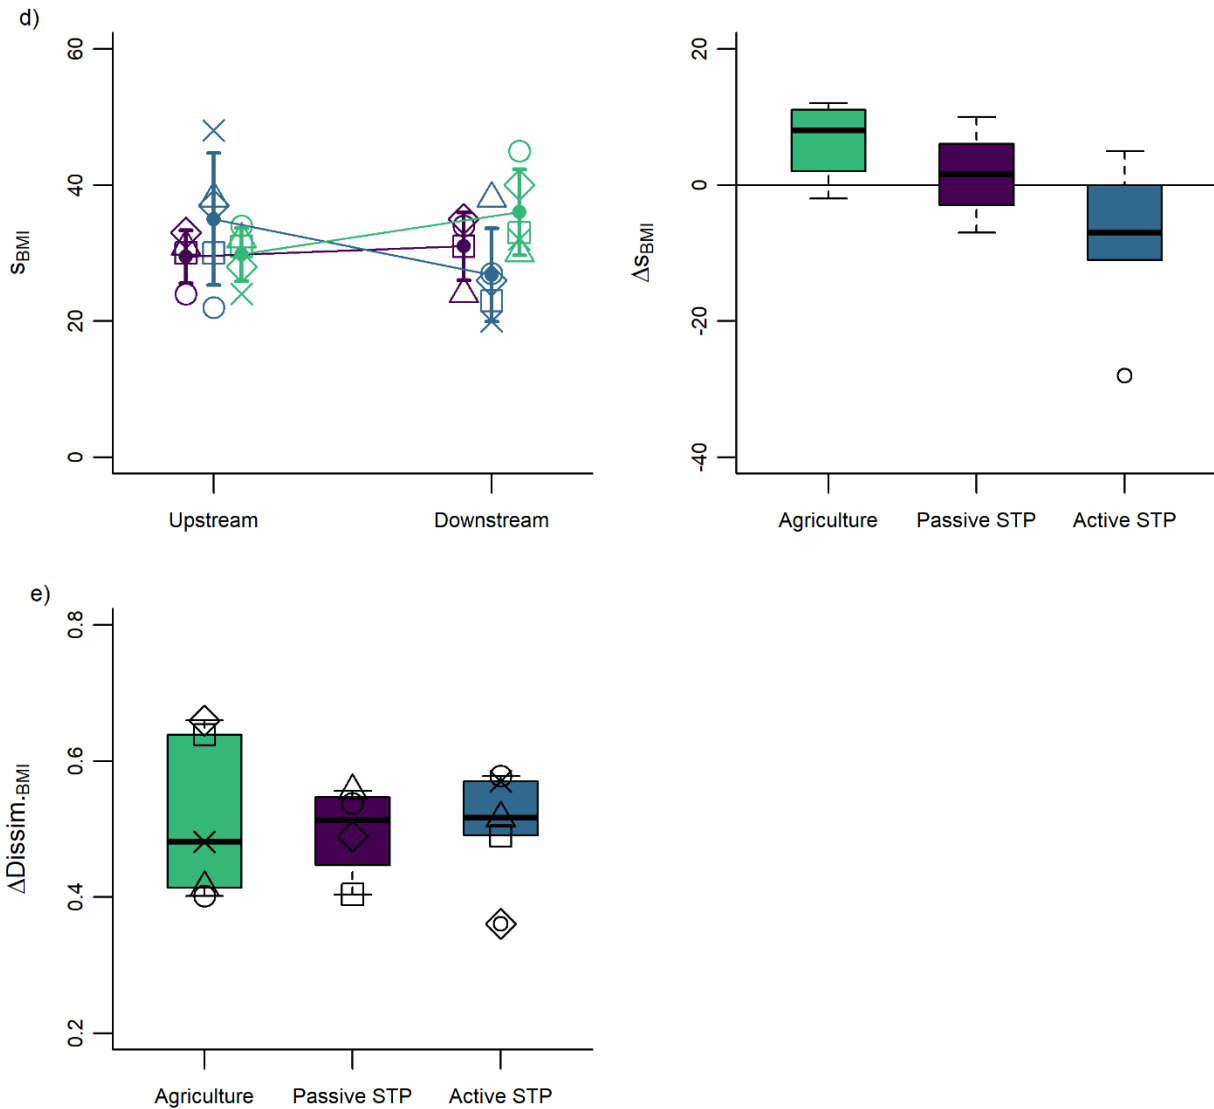 d)
60
40
20
0
sBMI
Upstream Downstream
20
0
-20
-40
ΔsBMI
Agriculture Passive STP Active STP
e)
0.8
0.6
0.4
0.2
ΔDissim.BMI
Agriculture Passive STP Active STP